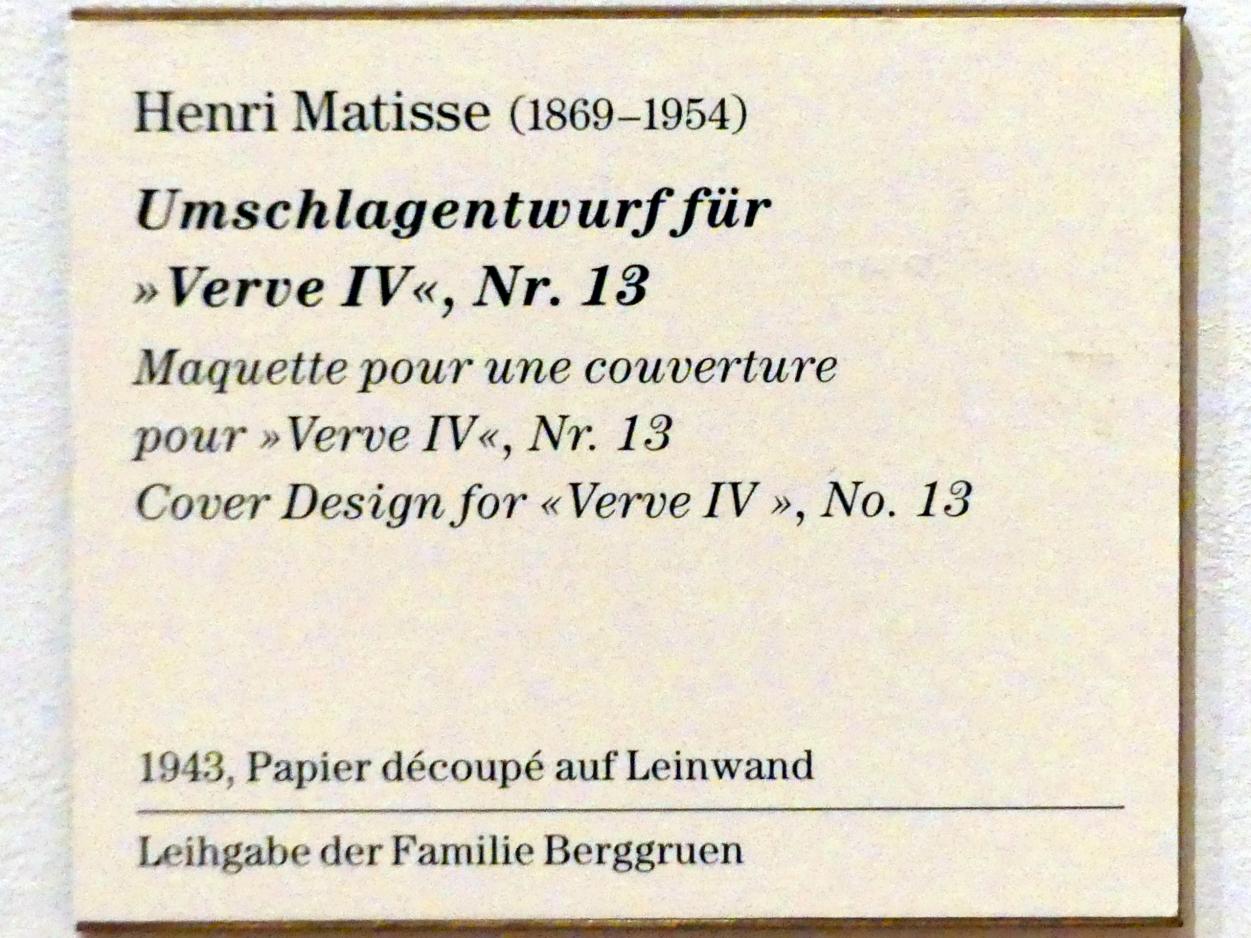 Henri Matisse (1869–1954)
Umschlagentwurf für
»Verve IV«, Nr. 13
Maquette pour une couverture
pour »Verve IV«, Nr. 13
Cover Design for «Verve IV », No. 13
1943, Papier découpé auf Leinwand
Leihgabe der Familie Berggruen